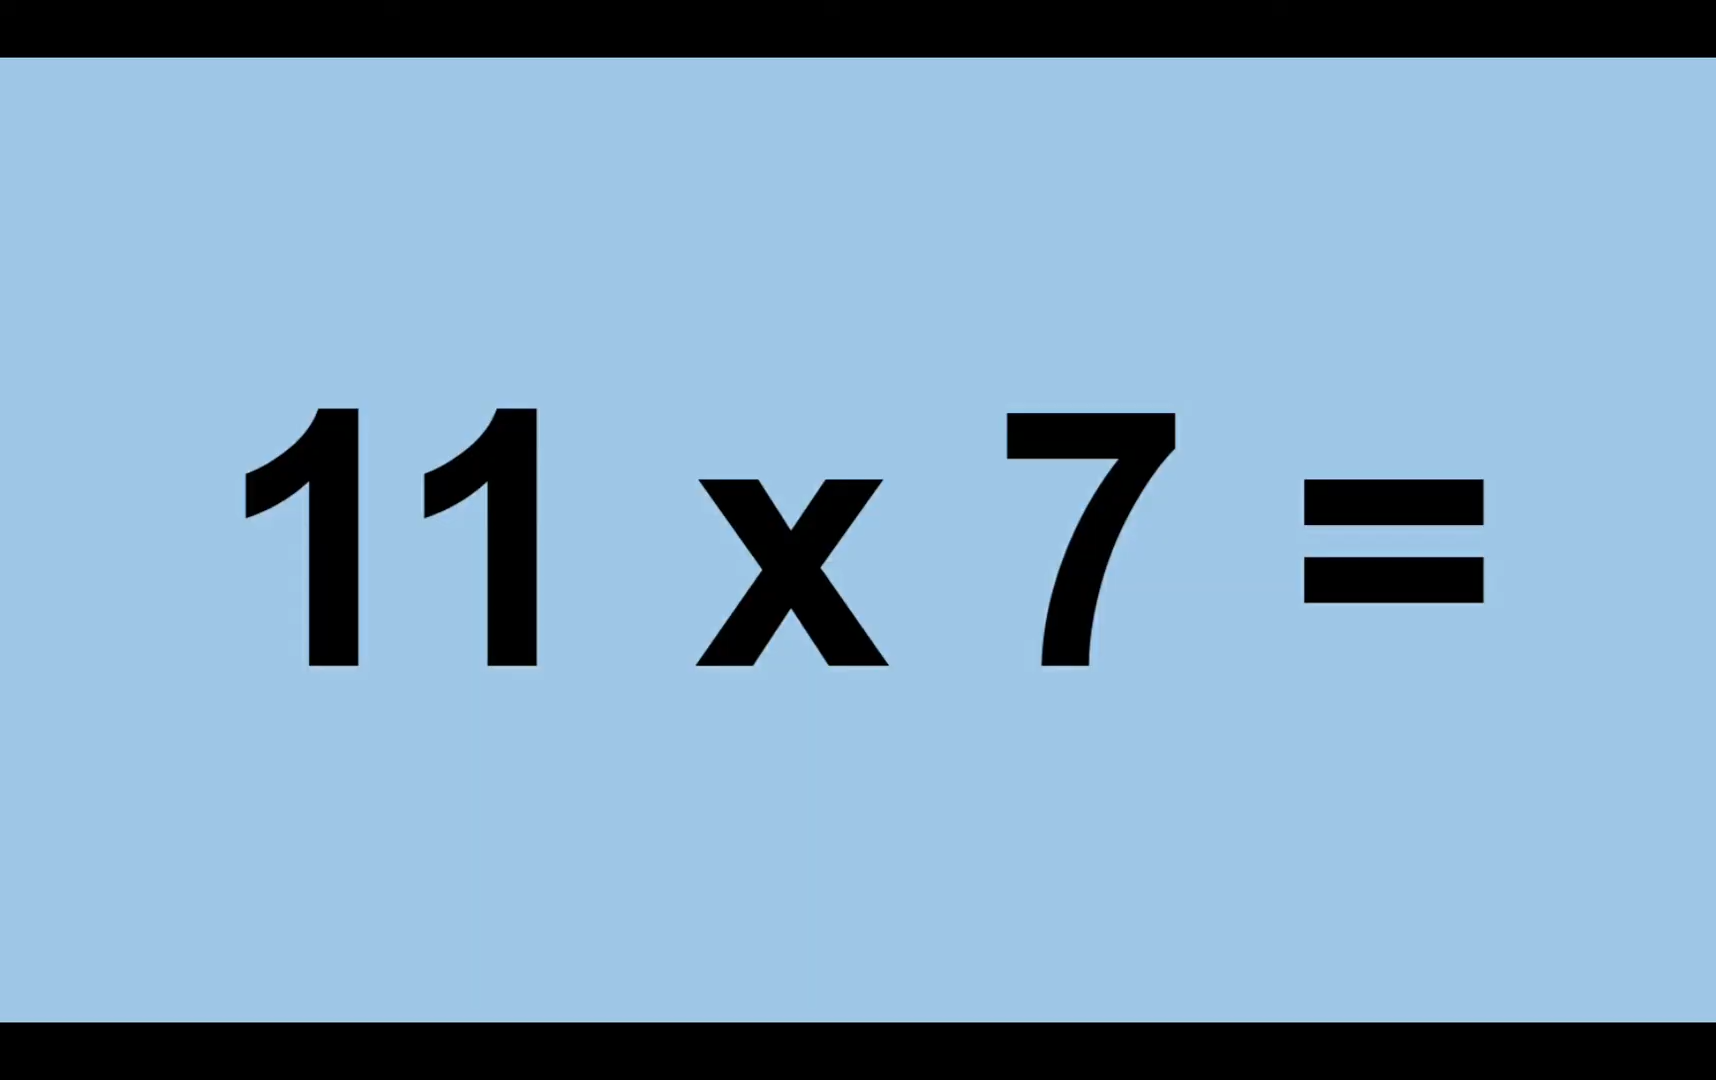 11 x 7 =